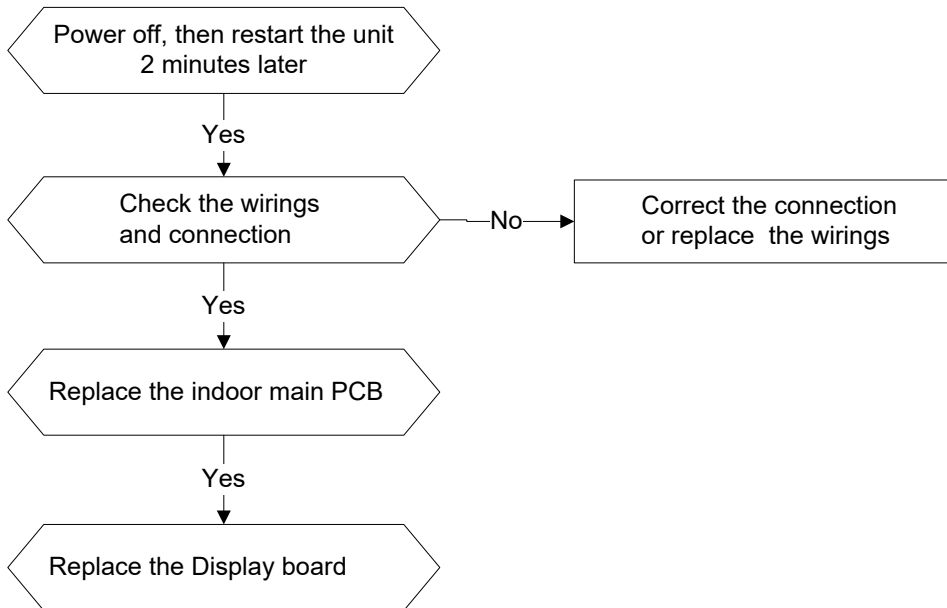 Power off, then restart the unit
2 minutes later
Yes
Check the wirings
and connection
No
Correct the connection
or replace  the wirings
Yes
Replace the indoor main PCB
Yes
Replace the Display board